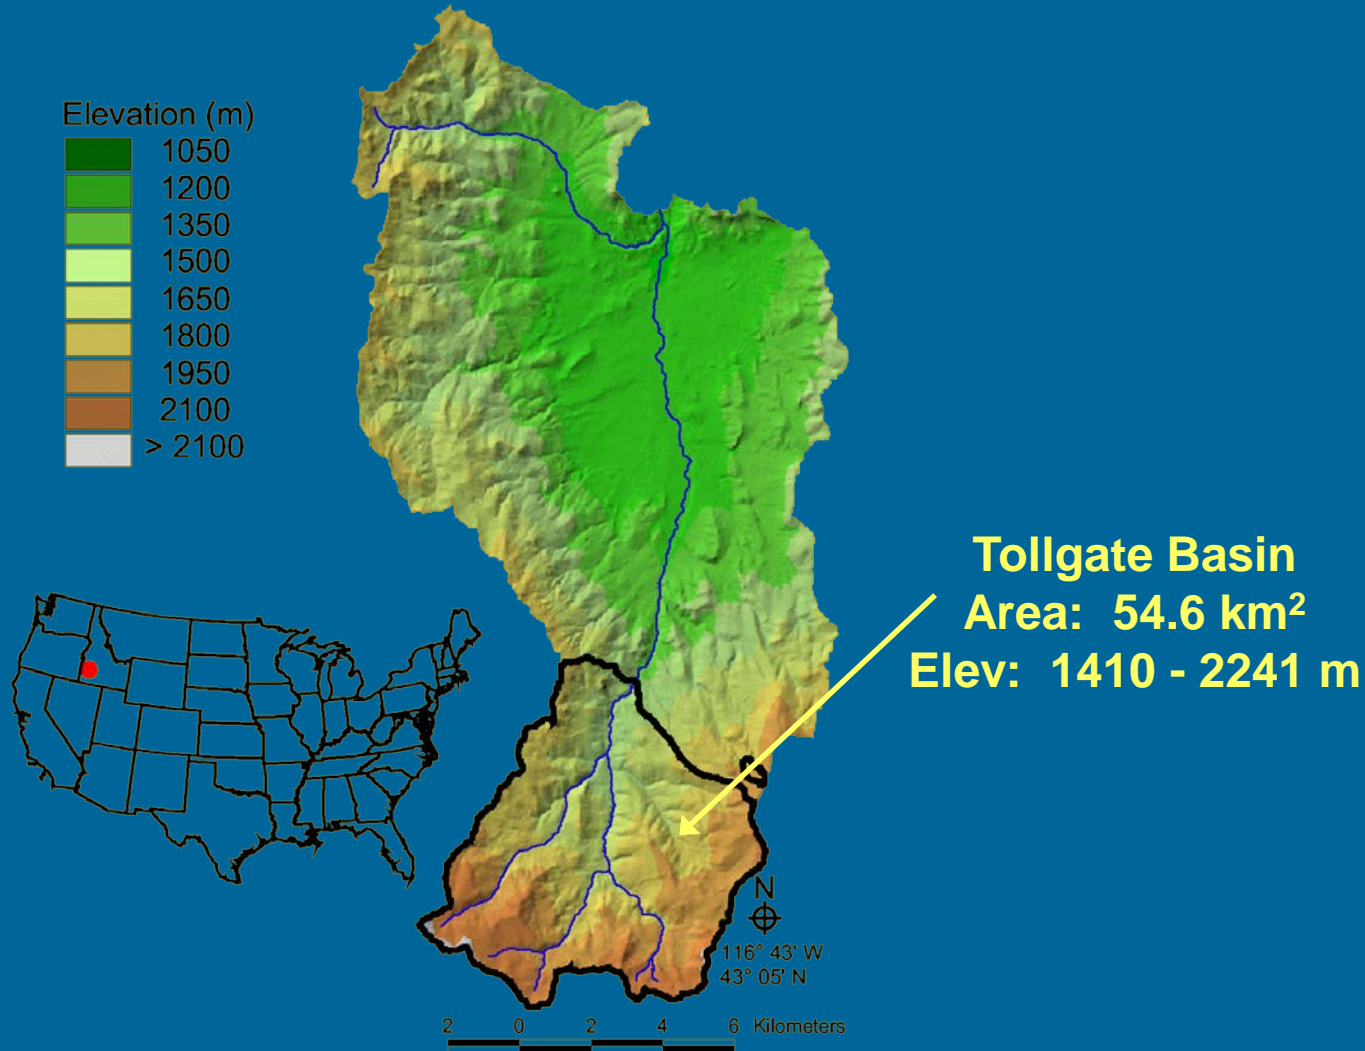 Elevation (m)
1050
1200
1350
1500
1650
1800
1950
2100
> 2100
Tollgate Basin
Area: 54.6 km²
Elev: 1410 - 2241 m
N
116° 43' W
43° 05' N
2 0 2 4 6 Kilometers